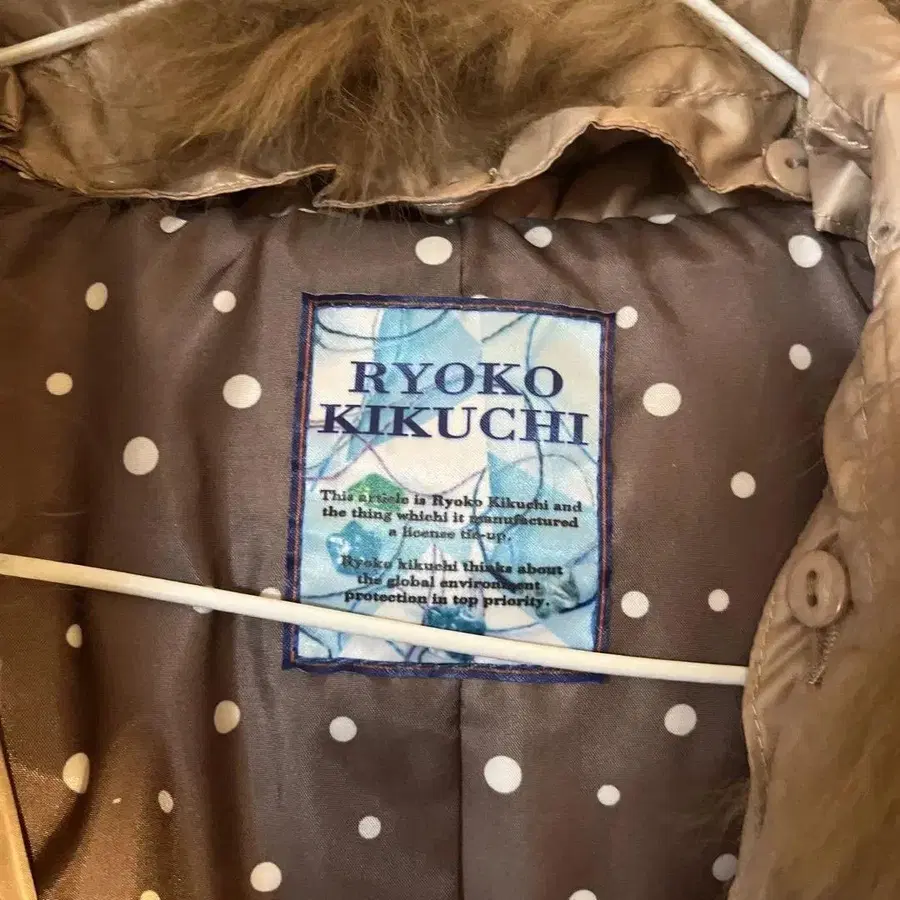 RYOKO
KIKUCHI
This article is Ryoko Kikuchi and
the thing whichi it manufactured
a license tie-up.
Ryoko kikuchi thinks about
the global environment
protection in top priority.